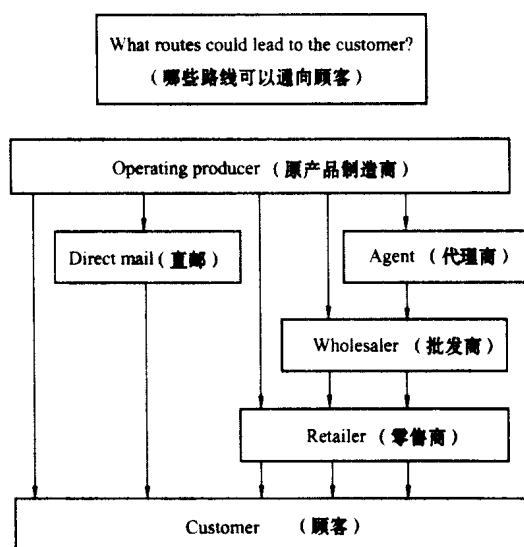 What routes could lead to the customer?
（哪些路线可以通向顾客）
Operating producer （原产品制造商）
Direct mail（直邮）
Agent （代理商）
Wholesaler （批发商）
Retailer （零售商）
Customer （顾客）